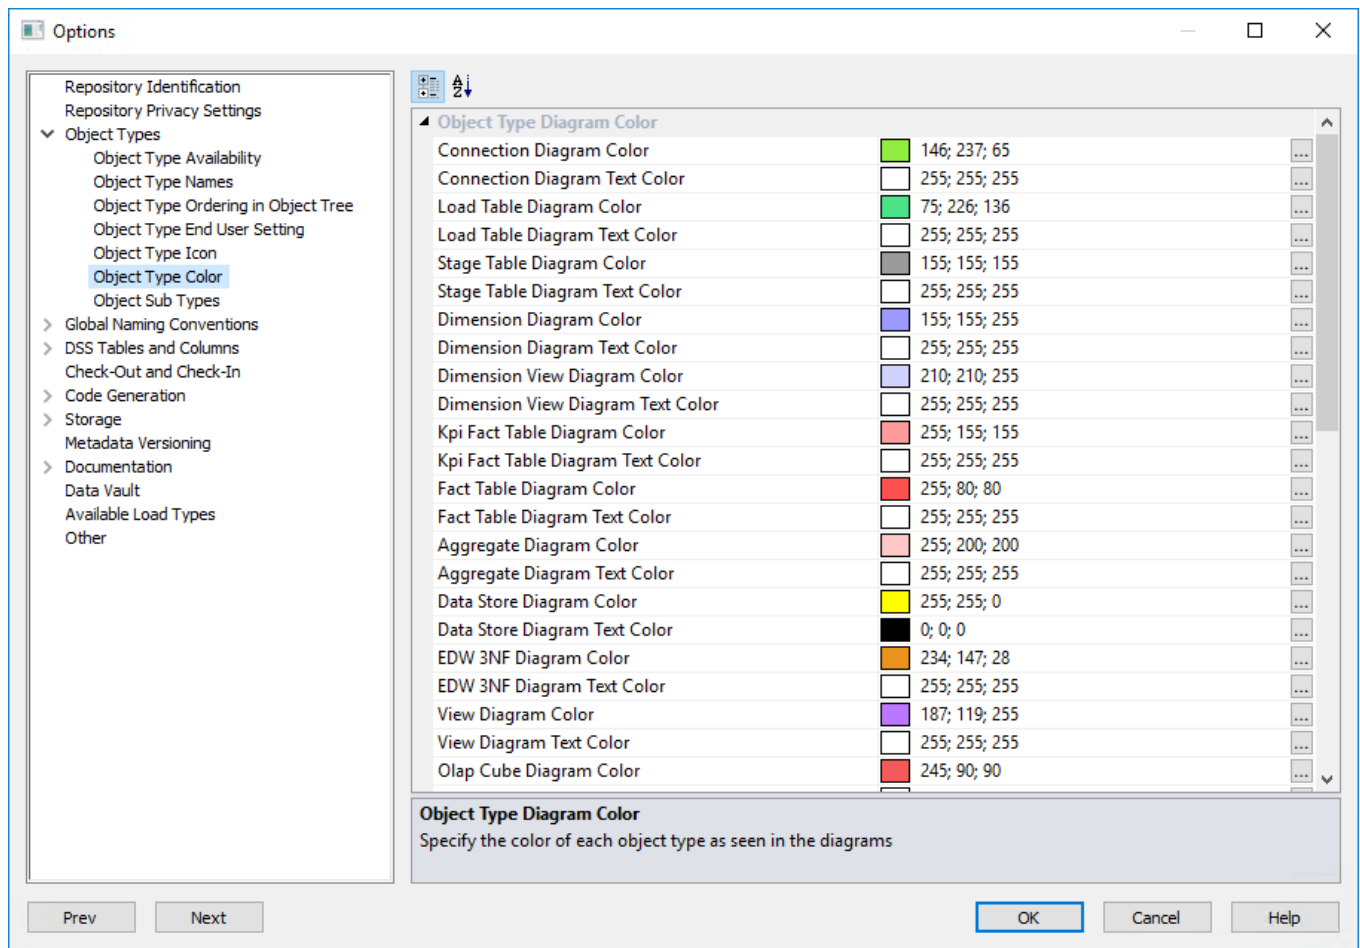 Options
Repository Identification
Repository Privacy Settings
Object Types
Object Type Availability
Object Type Names
Object Type Ordering in Object Tree
Object Type End User Setting
Object Type Icon
Object Type Color
Object Sub Types
Global Naming Conventions
DSS Tables and Columns
Check-Out and Check-In
Code Generation
Storage
Metadata Versioning
Documentation
Data Vault
Available Load Types
Other
A
Z
Object Type Diagram Color
Connection Diagram Color 146; 237; 65 ...
Connection Diagram Text Color 255; 255; 255 ...
Load Table Diagram Color 75; 226; 136 ...
Load Table Diagram Text Color 255; 255; 255 ...
Stage Table Diagram Color 155; 155; 155 ...
Stage Table Diagram Text Color 255; 255; 255 ...
Dimension Diagram Color 155; 155; 255 ...
Dimension Diagram Text Color 255; 255; 255 ...
Dimension View Diagram Color 210; 210; 255 ...
Dimension View Diagram Text Color 255; 255; 255 ...
Kpi Fact Table Diagram Color 255; 155; 155 ...
Kpi Fact Table Diagram Text Color 255; 255; 255 ...
Fact Table Diagram Color 255; 80; 80 ...
Fact Table Diagram Text Color 255; 255; 255 ...
Aggregate Diagram Color 255; 200; 200 ...
Aggregate Diagram Text Color 255; 255; 255 ...
Data Store Diagram Color 255; 255; 0 ...
Data Store Diagram Text Color 0; 0; 0 ...
EDW 3NF Diagram Color 234; 147; 28 ...
EDW 3NF Diagram Text Color 255; 255; 255 ...
View Diagram Color 187; 119; 255 ...
View Diagram Text Color 255; 255; 255 ...
Olap Cube Diagram Color 245; 90; 90 ...
Object Type Diagram Color
Specify the color of each object type as seen in the diagrams
Prev Next OK Cancel Help